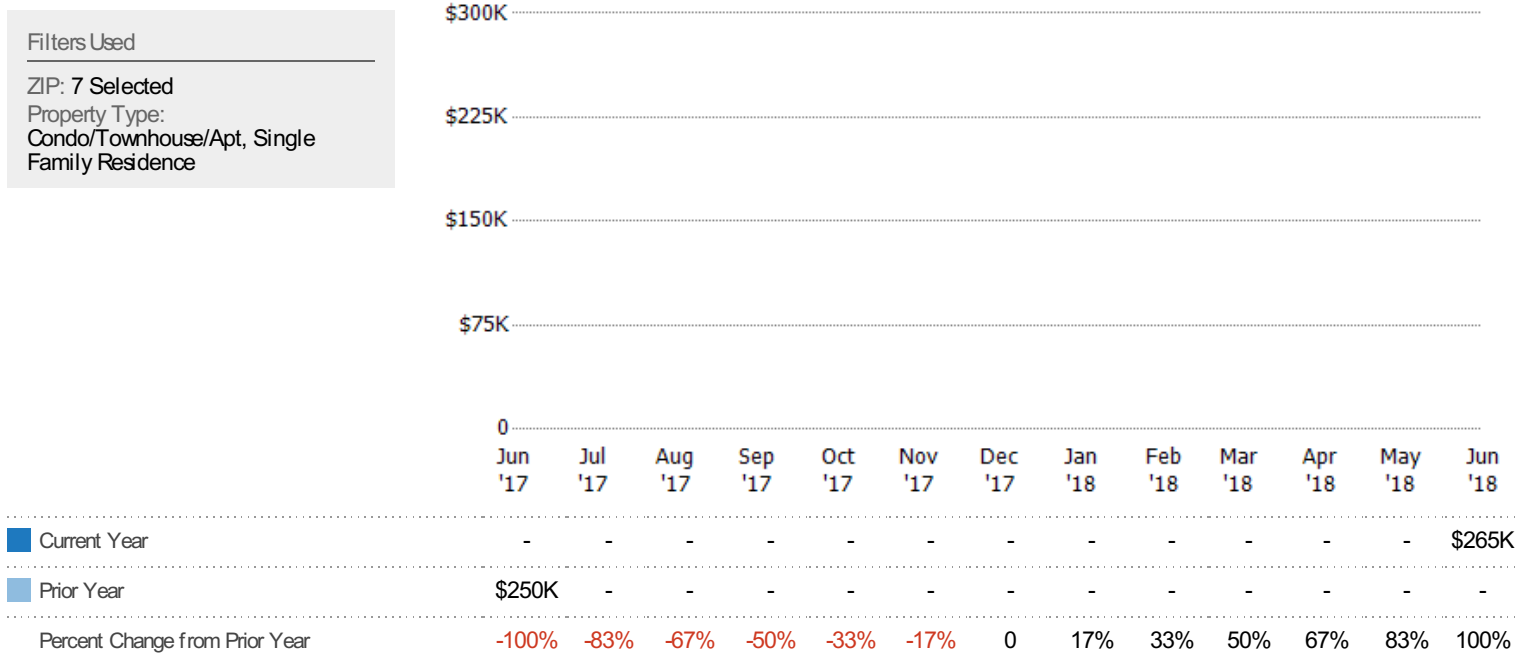 Filters Used
ZIP: 7 Selected
Property Type:
Condo/Townhouse/Apt, Single
Family Residence
$300K
$225K
$150K
$75K
0
Jun Jul Aug Sep Oct Nov Dec Jan Feb Mar Apr May Jun
'17 '17 '17 '17 '17 '17 '17 '18 '18 '18 '18 '18 '18
Current Year - - - - - - - - - - - - $265K
Prior Year $250K - - - - - - - - - - - -
Percent Change from Prior Year -100% -83% -67% -50% -33% -17% 0 17% 33% 50% 67% 83% 100%